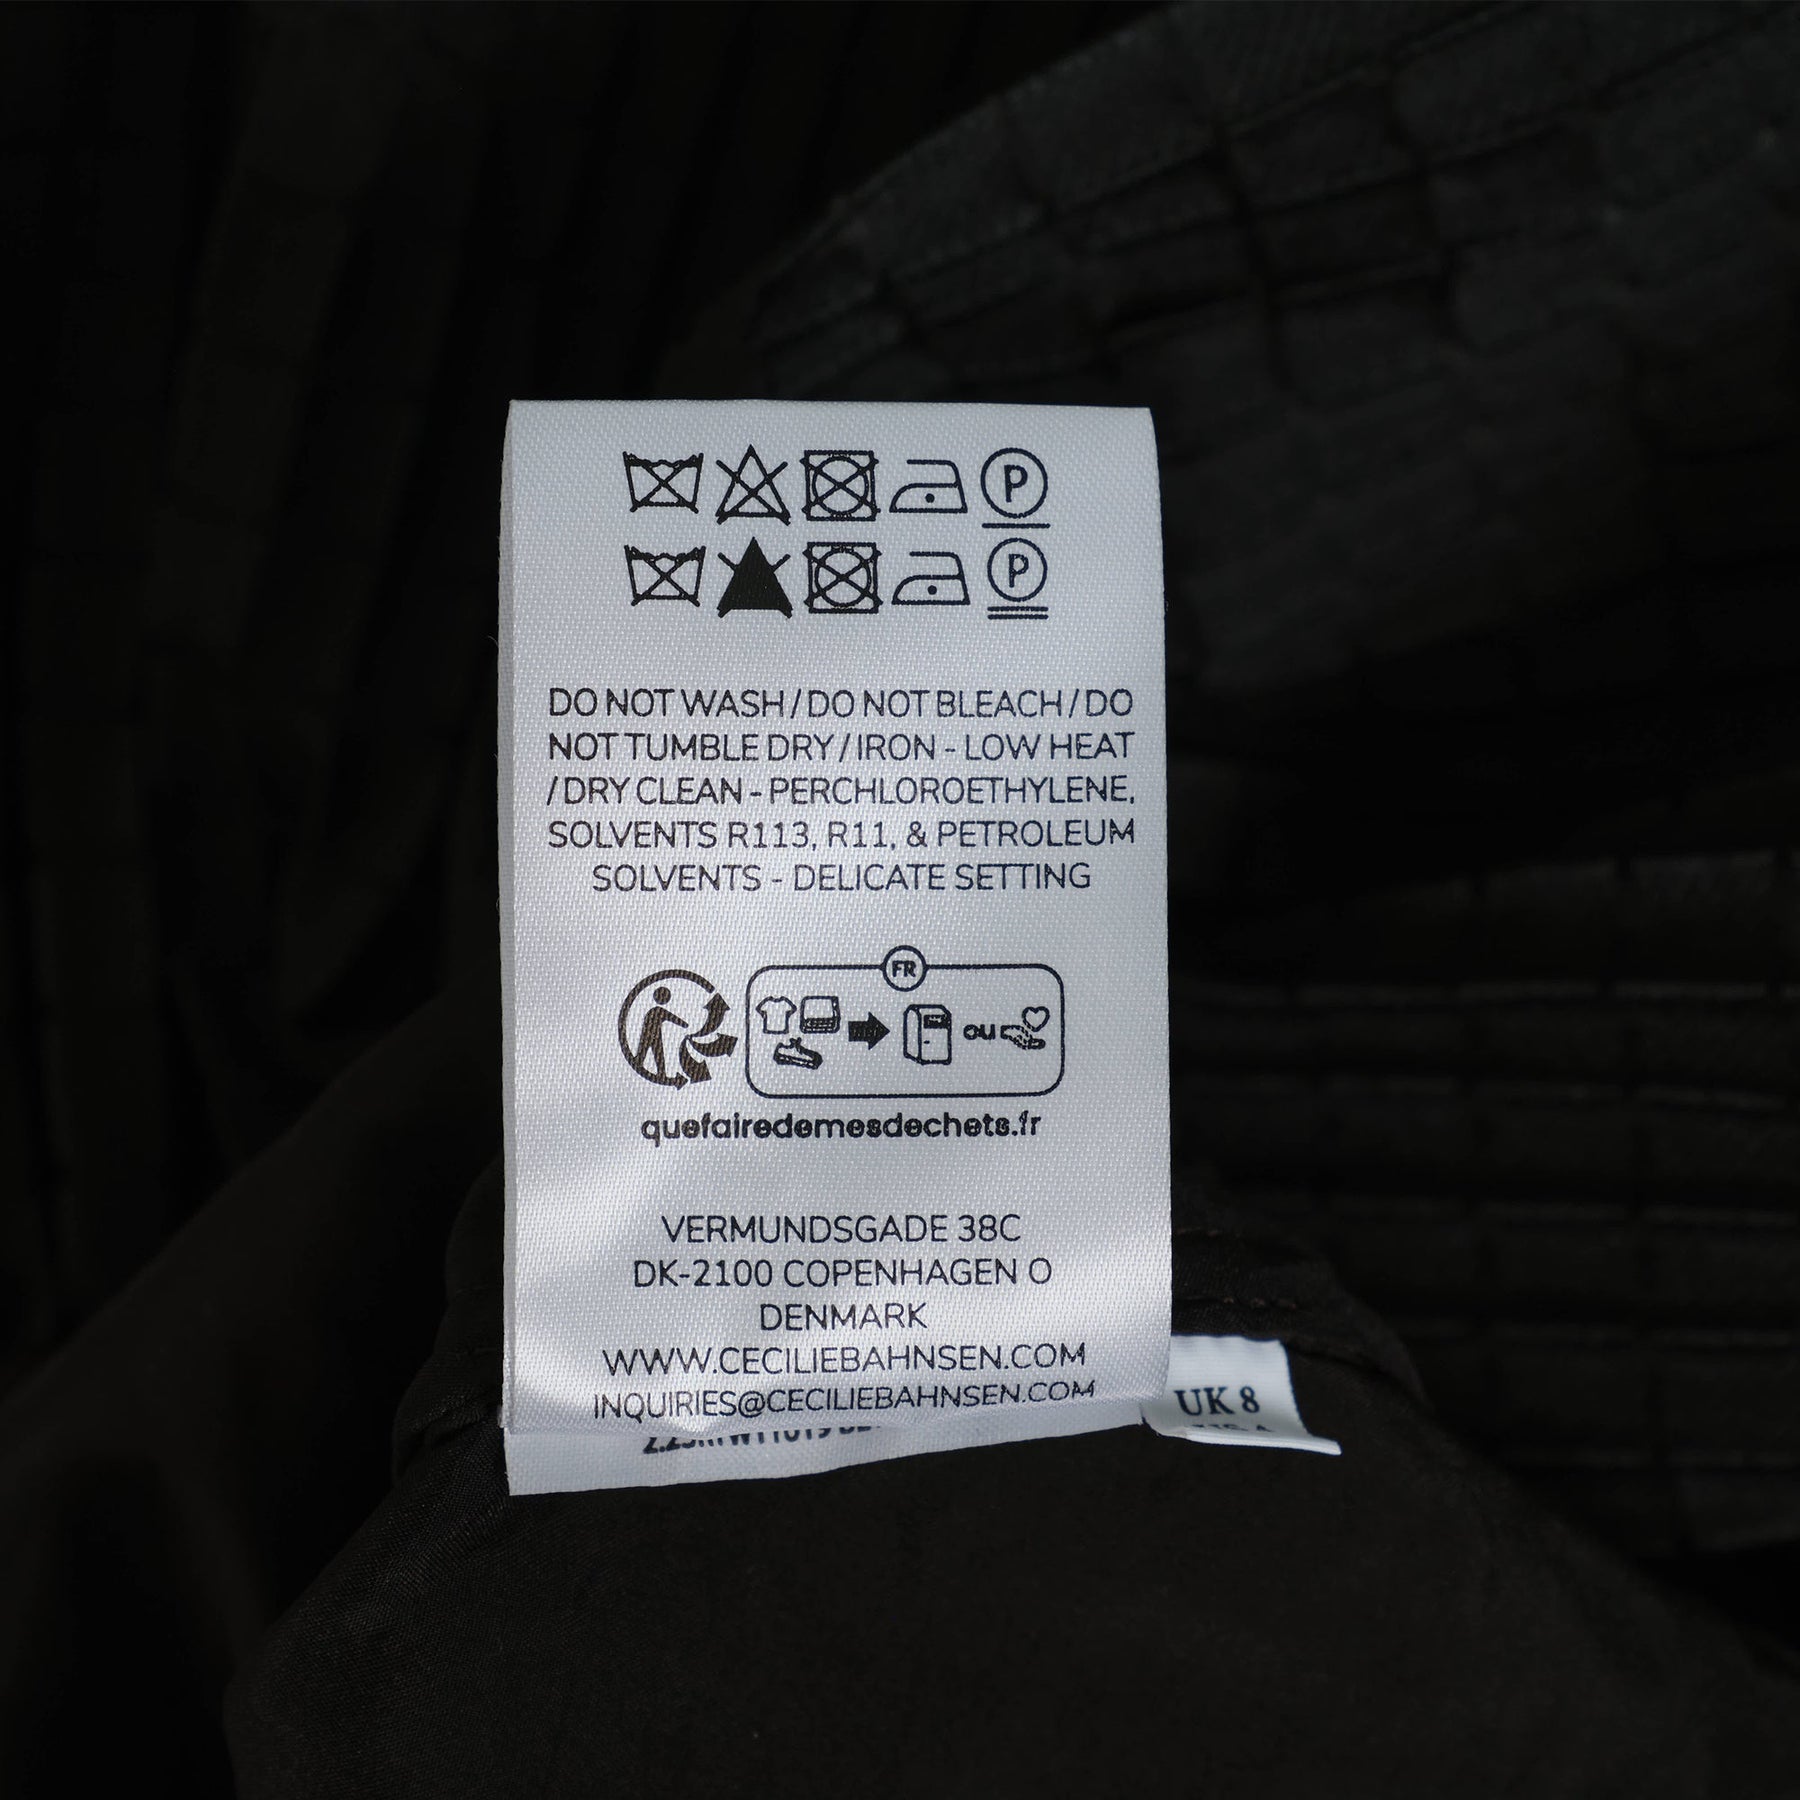 P
P
DO NOT WASH / DO NOT BLEACH / DO
NOT TUMBLE DRY / IRON - LOW HEAT
/ DRY CLEAN - PERCHLOROETHYLENE,
SOLVENTS R113, R11, & PETROLEUM
SOLVENTS - DELICATE SETTING
FR
ou
quefairedemesdechets.fr
VERMUNDSGADE 38C
DK-2100 COPENHAGEN O
DENMARK
WWW.CECILIEBAHNSEN.COM
INQUIRIES@CECILIEBAHNSEN.COM
UK 8